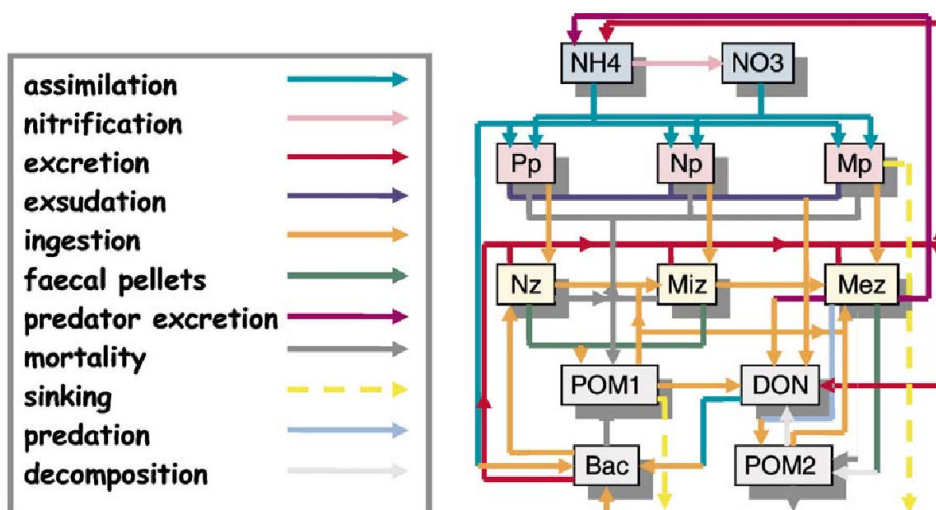 assimilation
nitrification
excretion
exsudation
ingestion
faecal pellets
predator excretion
mortality
sinking
predation
decomposition
NH4 NO3
Pp Np Mp
Nz Miz Mez
POM1 DON
Bac POM2